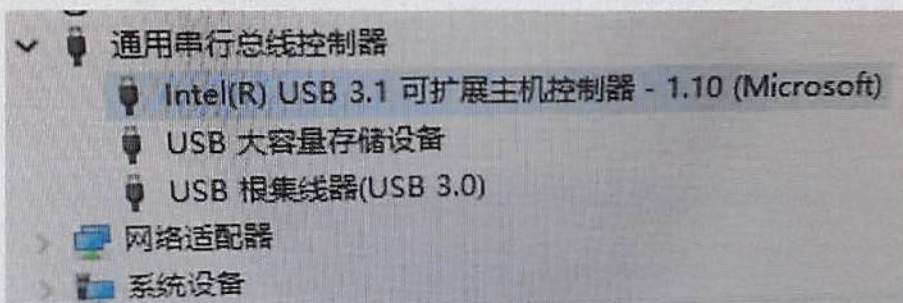 通用串行总线控制器
Intel(R) USB 3.1 可扩展主机控制器 - 1.10 (Microsoft)
USB 大容量存储设备
USB 根集线器(USB 3.0)
网络适配器
系统设备